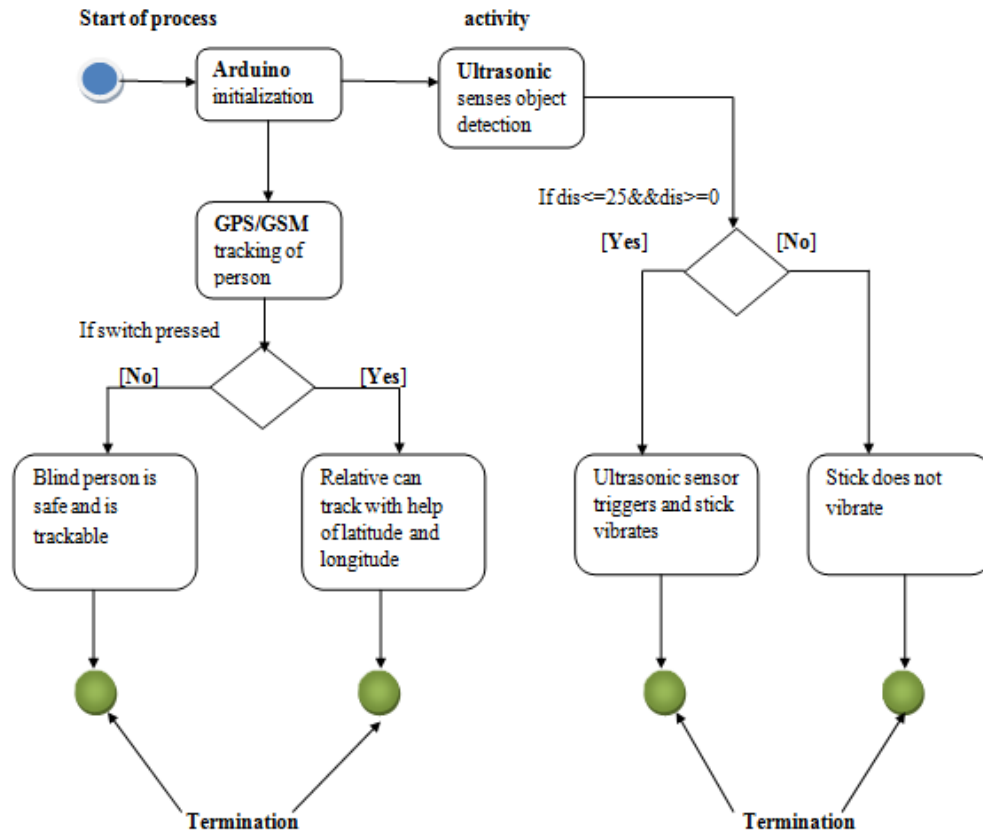 Start of process
activity
Arduino
initialization
Ultrasonic
senses object
detection
If dis<=25&&dis>=0
GPS/GSM
tracking of
person
[Yes]
[No]
If switch pressed
[No]
[Yes]
Blind person is
safe and is
trackable
Relative can
track with help
of latitude and
longitude
Ultrasonic sensor
triggers and stick
vibrates
Stick does not
vibrate
Termination
Termination